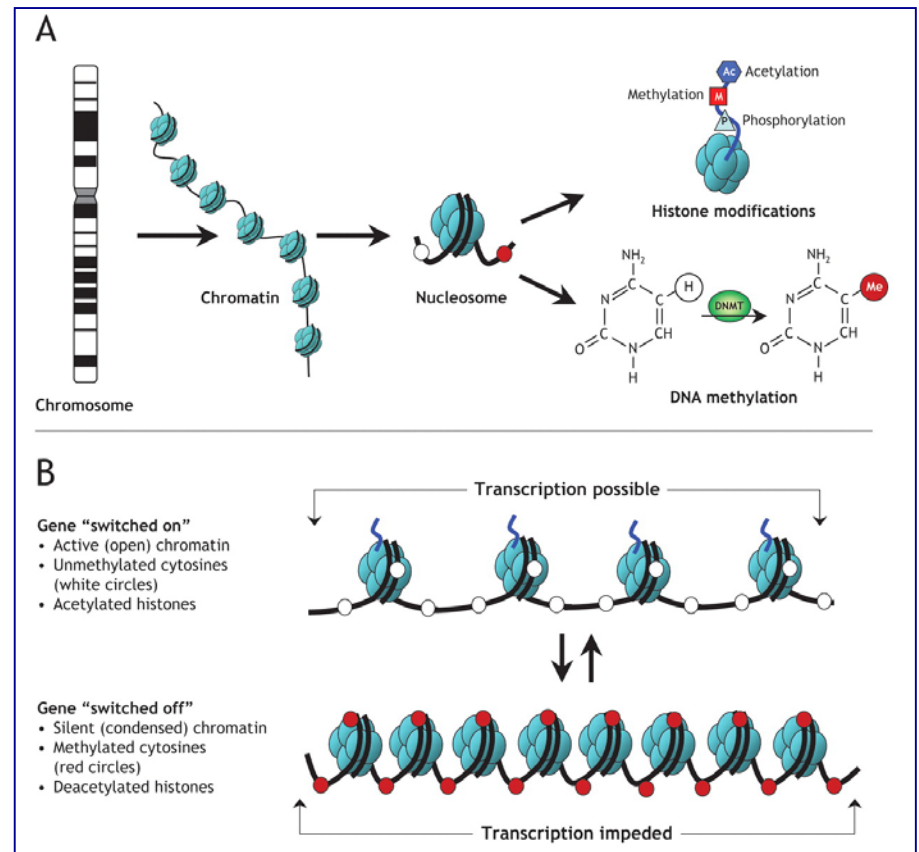 A
Ac Acetylation
Methylation M
P Phosphorylation
Histone modifications
Chromatin
Nucleosome
Chromosome
NH₂
H
N
C
C
DNMT
C
CH
O
N
H
NH₂
Me
N
C
C
C
CH
O
N
H
DNA methylation
B
Transcription possible
Gene “switched on”
• Active (open) chromatin
• Unmethylated cytosines
(white circles)
• Acetylated histones
Gene “switched off”
• Silent (condensed) chromatin
• Methylated cytosines
(red circles)
• Deacetylated histones
Transcription impeded